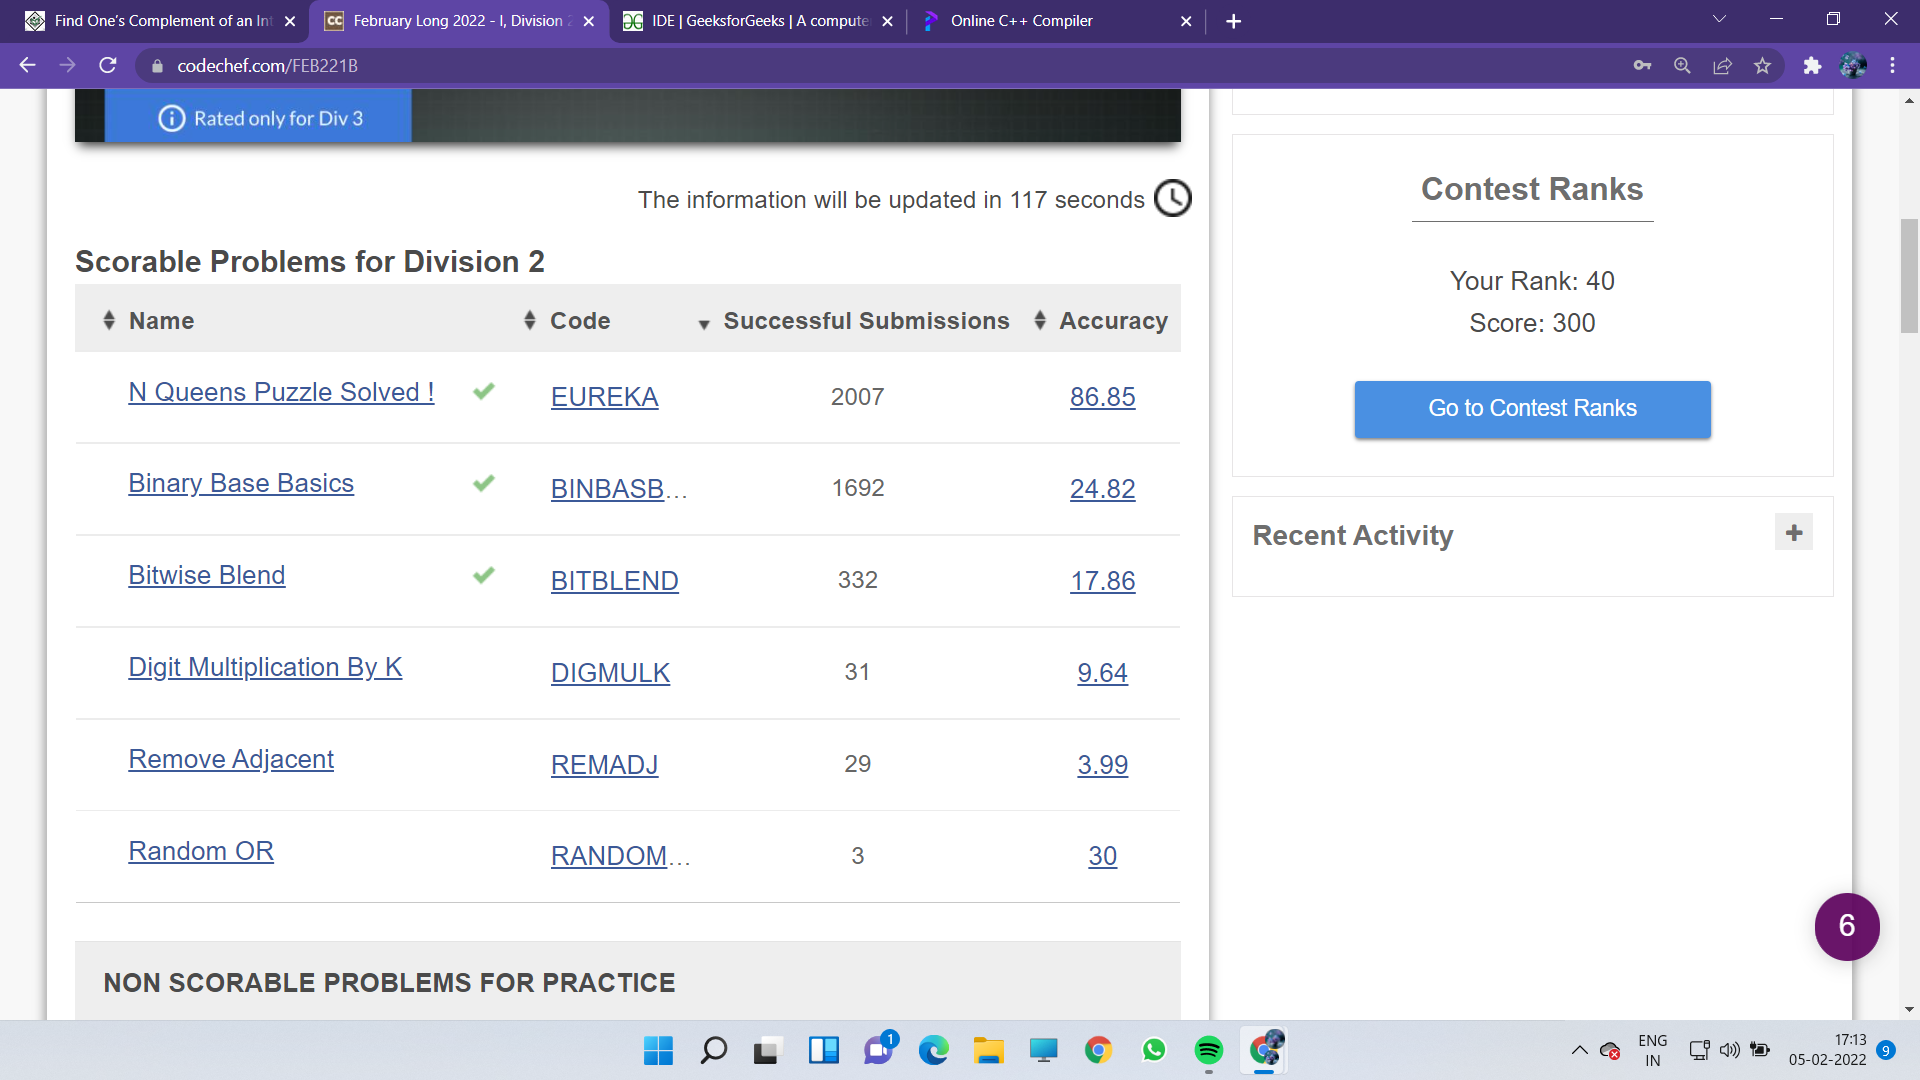 Find One's Complement of an Int
February Long 2022 - I, Division 2
IDE | GeeksforGeeks | A compute
Online C++ Compiler
codechef.com/FEB221B
Rated only for Div 3
The information will be updated in 117 seconds
Scorable Problems for Division 2
Name Code Successful Submissions Accuracy
N Queens Puzzle Solved ! EUREKA 2007 86.85
Binary Base Basics BINBASB... 1692 24.82
Bitwise Blend BITBLEND 332 17.86
Digit Multiplication By K DIGMULK 31 9.64
Remove Adjacent REMADJ 29 3.99
Random OR RANDOM... 3 30
NON SCORABLE PROBLEMS FOR PRACTICE
Contest Ranks
Your Rank: 40
Score: 300
Go to Contest Ranks
Recent Activity
+
6
1
ENG
IN
17:13
05-02-2022
9